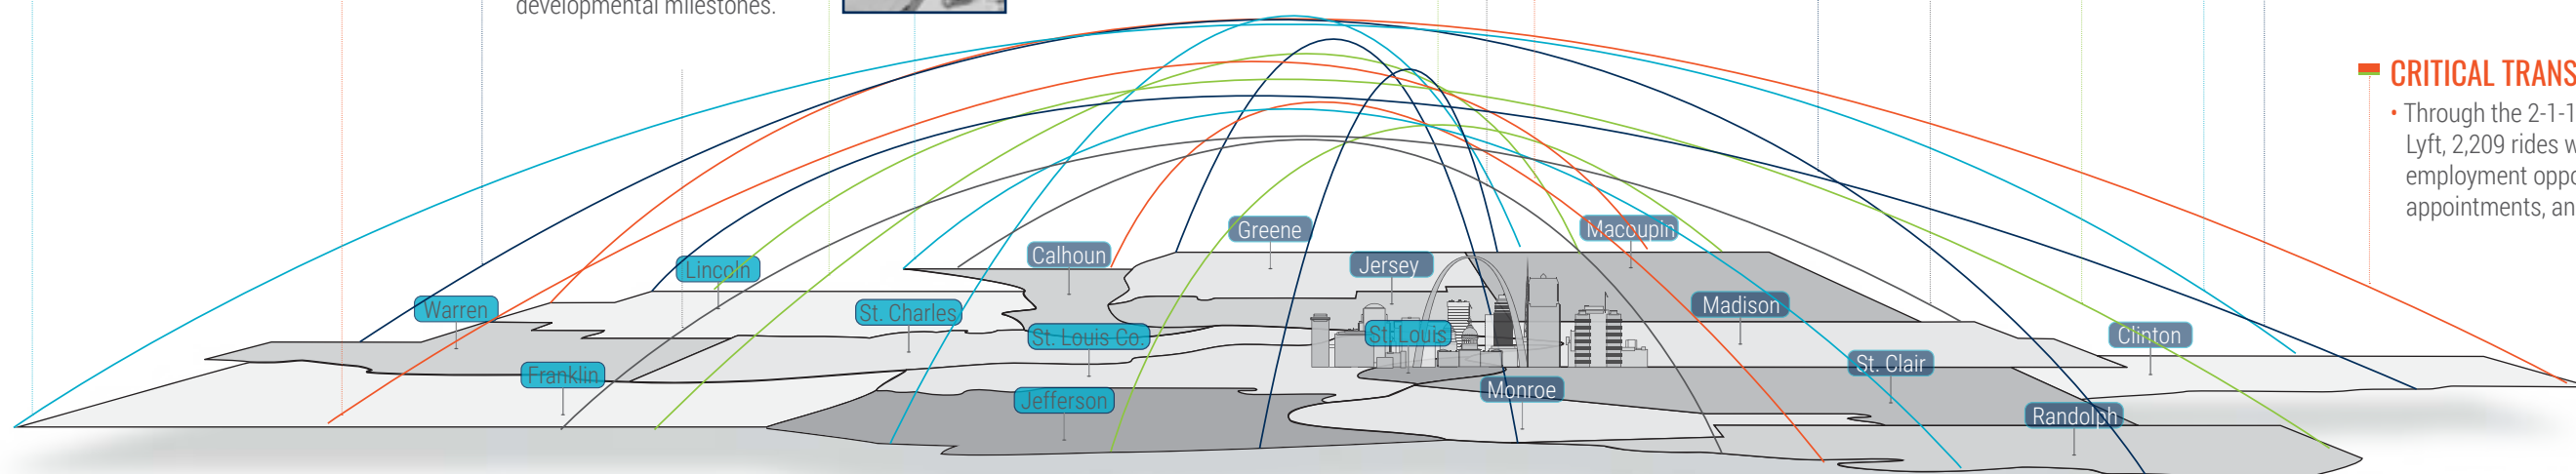 developmental milestones.
CRITICAL TRANS
• Through the 2-1-1
Lyft, 2,209 rides w
employment oppo
appointments, an
Greene
Macoupin
Calhoun
Jersey
Lincoln
Warren
St. Charles
Madison
St. Louis Co.
St. Louis
Clinton
St. Clair
Franklin
Monroe
Jefferson
Randolph